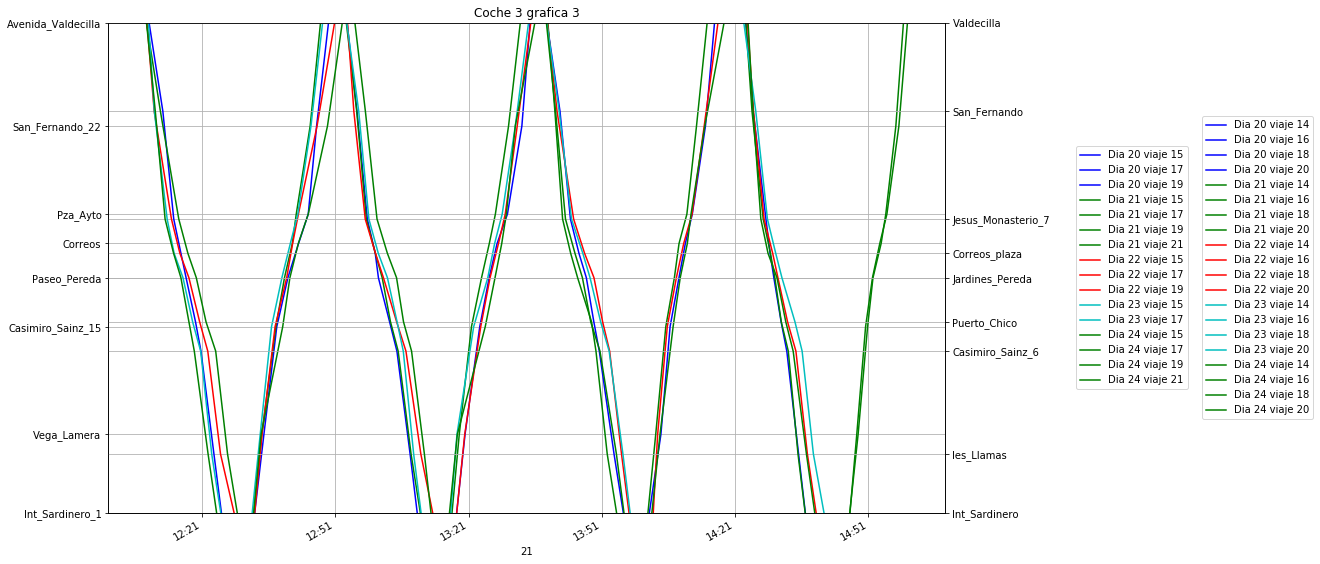 Coche 3 grafica 3
Avenida_Valdecilla
San_Fernando_22
Pza_Ayto
Correos
Paseo_Pereda
Casimiro_Sainz_15
Vega_Lamera
Int_Sardinero_1
Valdecilla
San_Fernando
Jesus_Monasterio_7
Correos_plaza
Jardines_Pereda
Puerto_Chico
Casimiro_Sainz_6
Ies_Llamas
Int_Sardinero
12:21
12:51
13:21
13:51
14:21
14:51
21
Dia 20 viaje 15
Dia 20 viaje 17
Dia 20 viaje 19
Dia 21 viaje 15
Dia 21 viaje 17
Dia 21 viaje 19
Dia 21 viaje 21
Dia 22 viaje 15
Dia 22 viaje 17
Dia 22 viaje 19
Dia 23 viaje 15
Dia 23 viaje 17
Dia 24 viaje 15
Dia 24 viaje 17
Dia 24 viaje 19
Dia 24 viaje 21
Dia 20 viaje 14
Dia 20 viaje 16
Dia 20 viaje 18
Dia 20 viaje 20
Dia 21 viaje 14
Dia 21 viaje 16
Dia 21 viaje 18
Dia 21 viaje 20
Dia 22 viaje 14
Dia 22 viaje 16
Dia 22 viaje 18
Dia 22 viaje 20
Dia 23 viaje 14
Dia 23 viaje 16
Dia 23 viaje 18
Dia 23 viaje 20
Dia 24 viaje 14
Dia 24 viaje 16
Dia 24 viaje 18
Dia 24 viaje 20